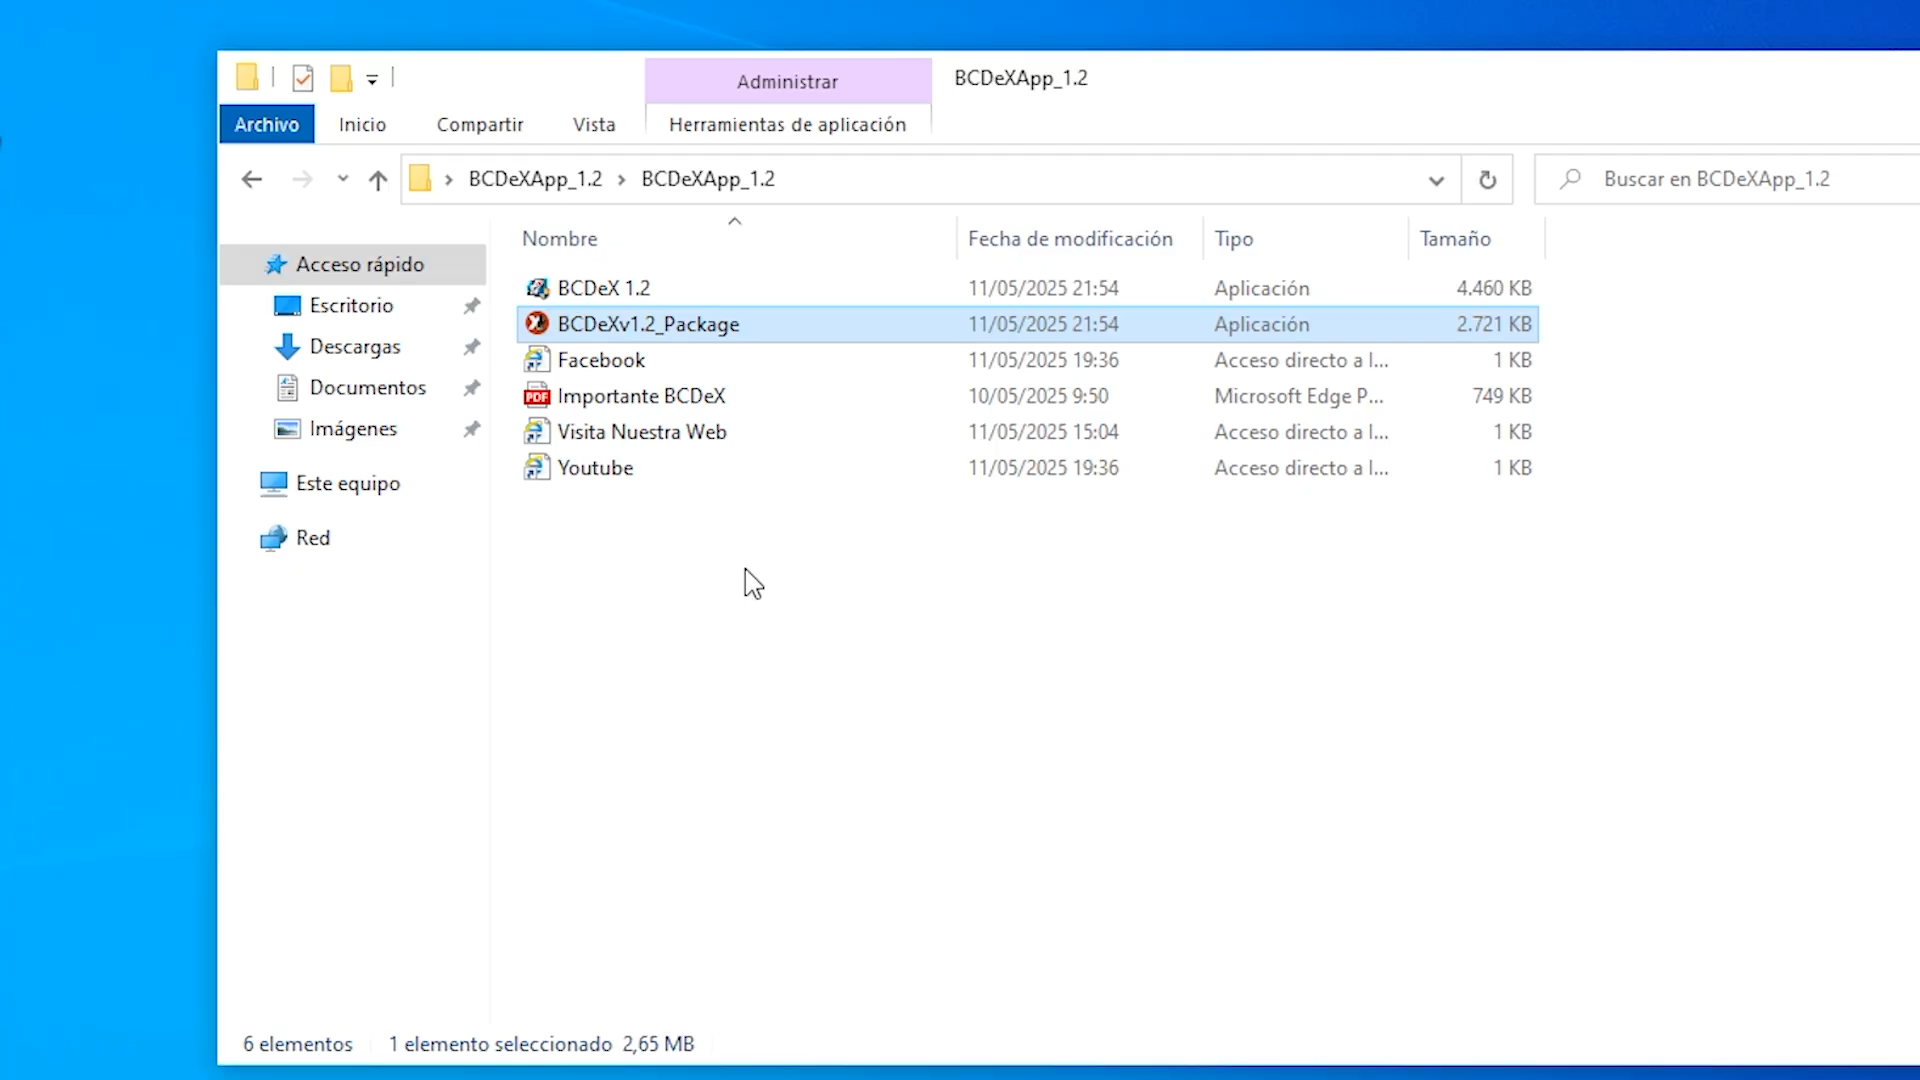 Administrar
BCDeXApp_1.2
Archivo Inicio Compartir Vista Herramientas de aplicación
BCDeXApp_1.2 BCDeXApp_1.2 Buscar en BCDeXApp_1.2
Nombre Fecha de modificación Tipo Tamaño
Acceso rápido
Escritorio
Descargas
Documentos
Imágenes
Este equipo
Red
BCDeX 1.2 11/05/2025 21:54 Aplicación 4.460 KB
BCDeXv1.2_Package 11/05/2025 21:54 Aplicación 2.721 KB
Facebook 11/05/2025 19:36 Acceso directo a I... 1 KB
PDF Importante BCDeX 10/05/2025 9:50 Microsoft Edge P... 749 KB
Visita Nuestra Web 11/05/2025 15:04 Acceso directo a I... 1 KB
Youtube 11/05/2025 19:36 Acceso directo a I... 1 KB
6 elementos 1 elemento seleccionado 2,65 MB